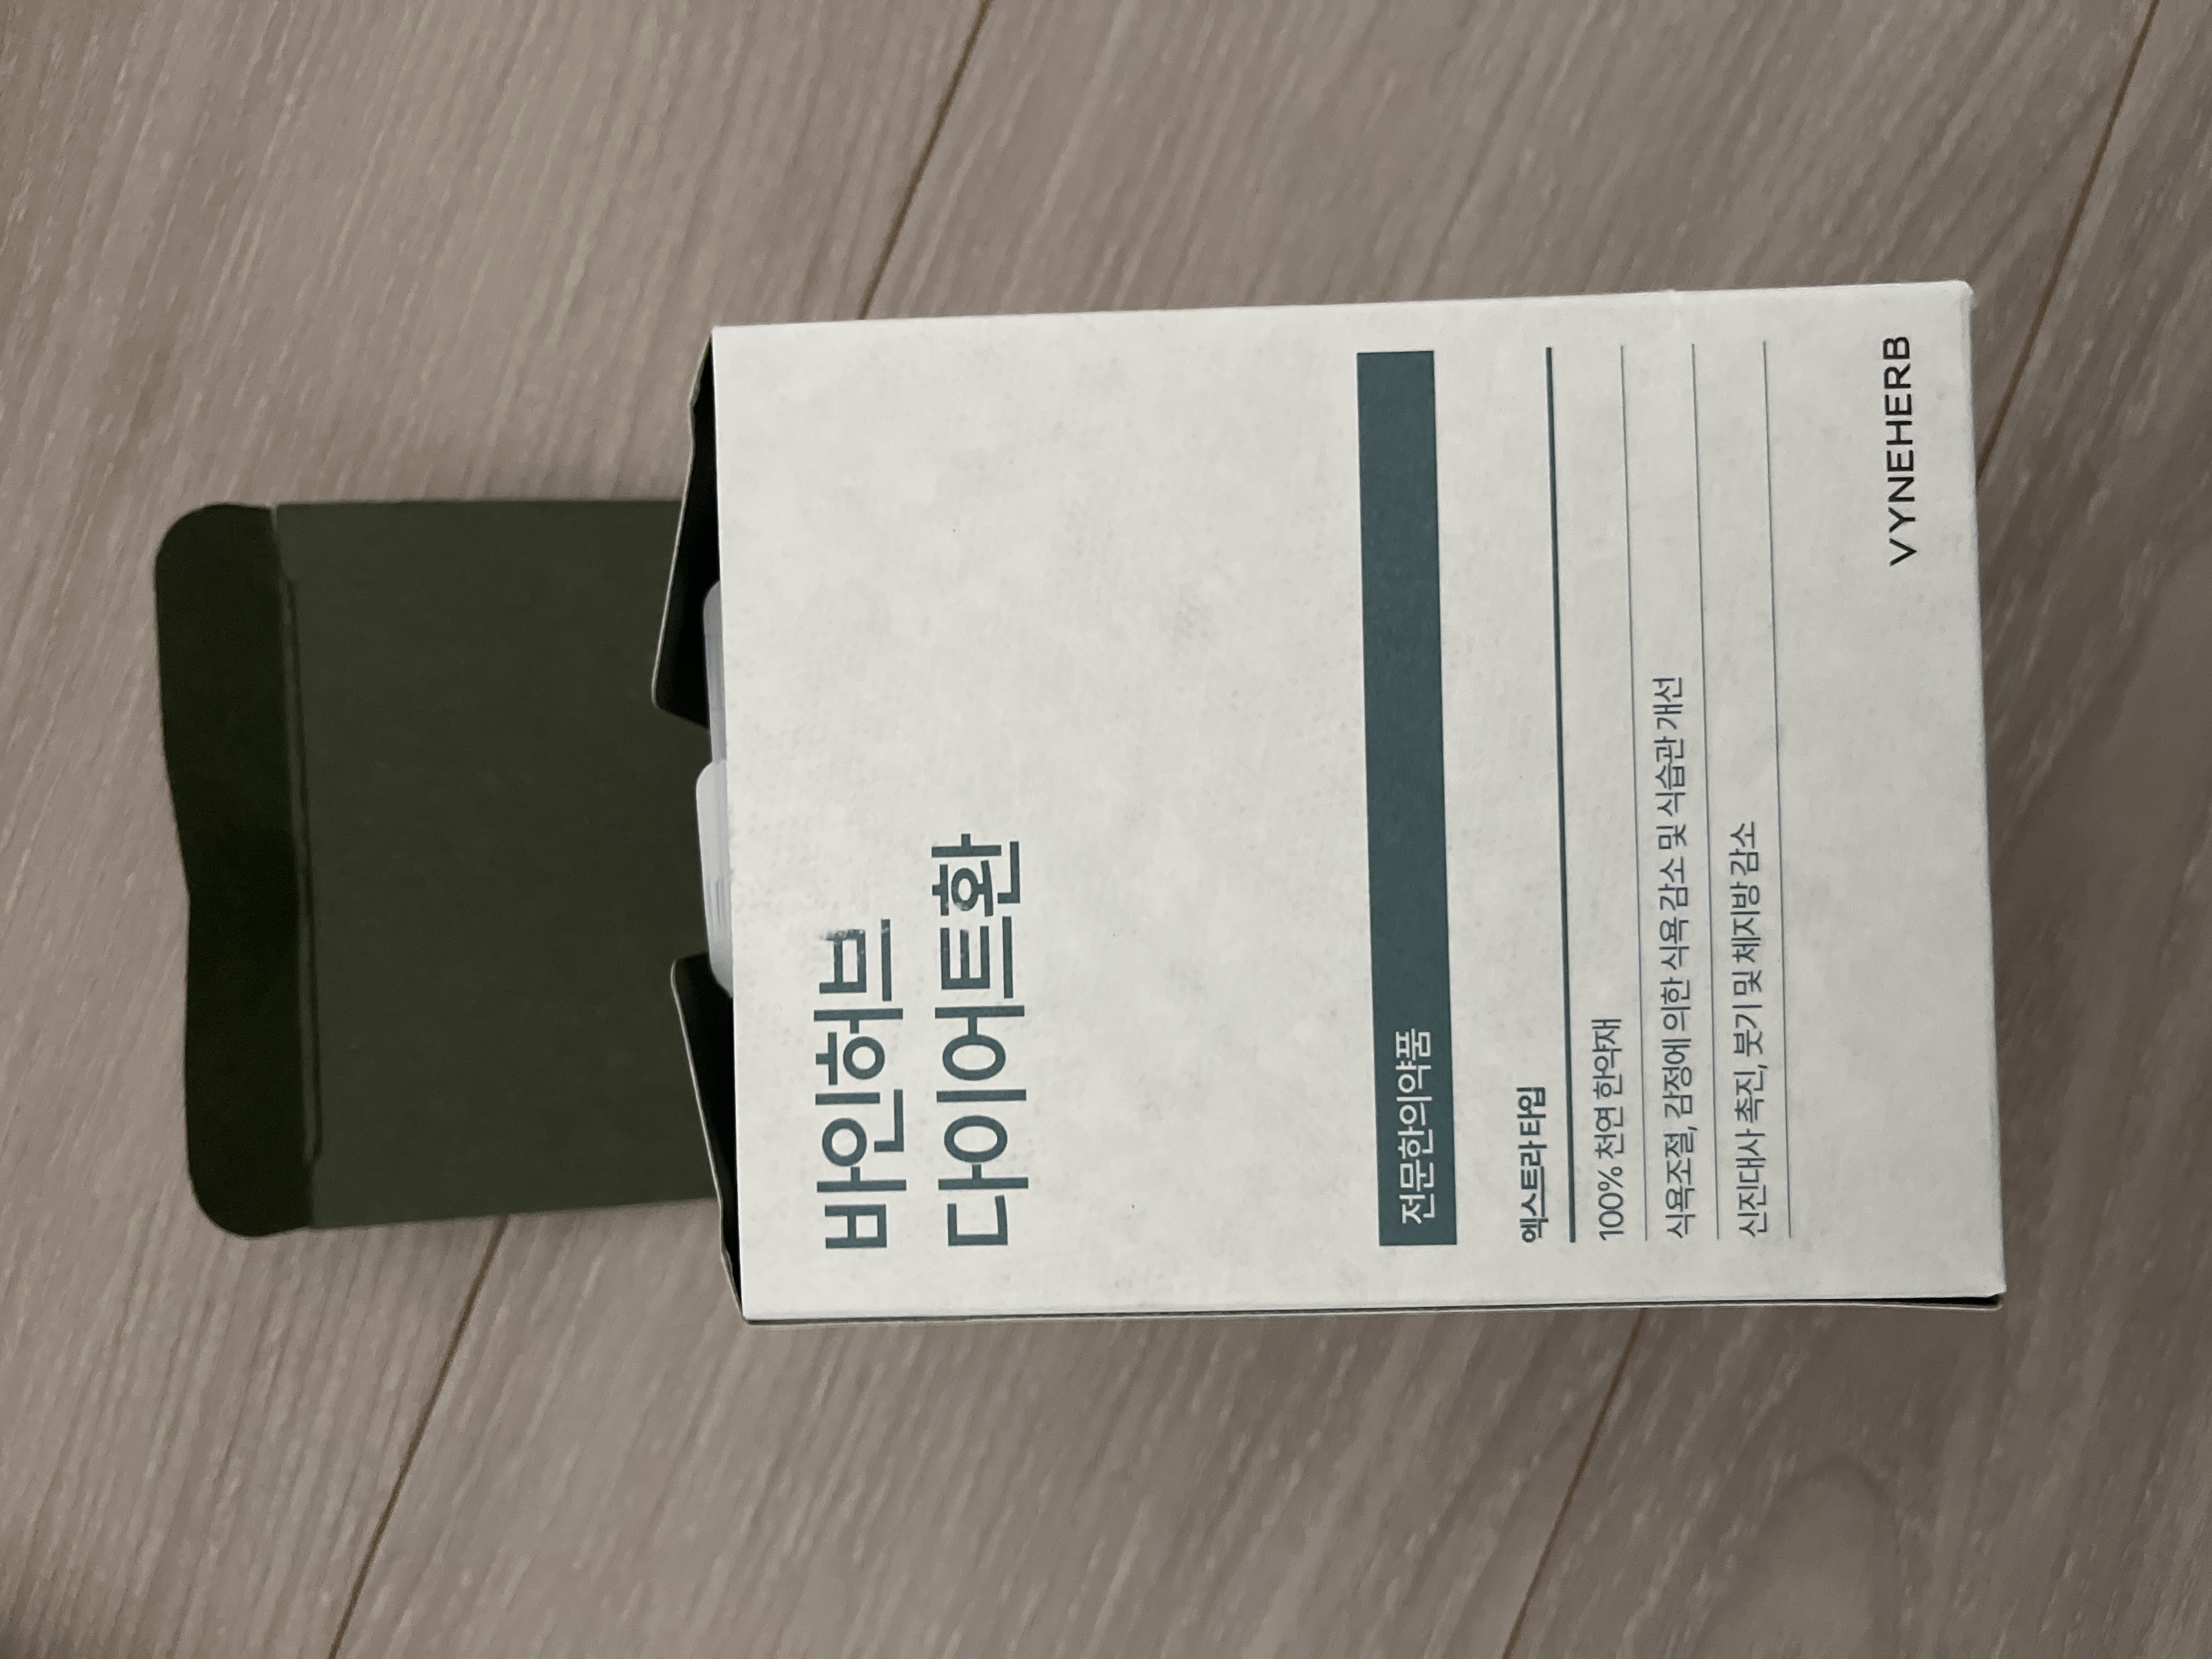 바인허브
다이어트환
전문한의약품
엑스트라 타입
100% 천연 한약재
식욕조절, 감정에 의한 식욕 감소 및 식습관 개선
신진대사 촉진, 붓기 및 체지방 감소
VYNEHERB